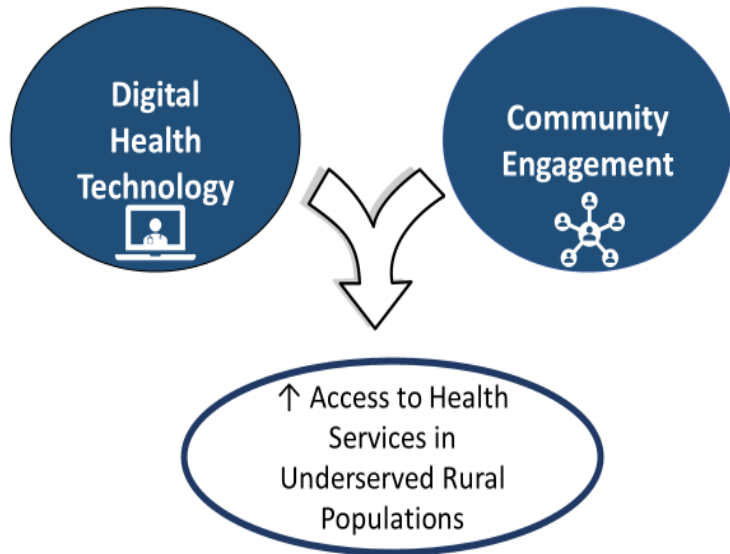 Digital
Health
Technology
Community
Engagement
↑ Access to Health
Services in
Underserved Rural
Populations